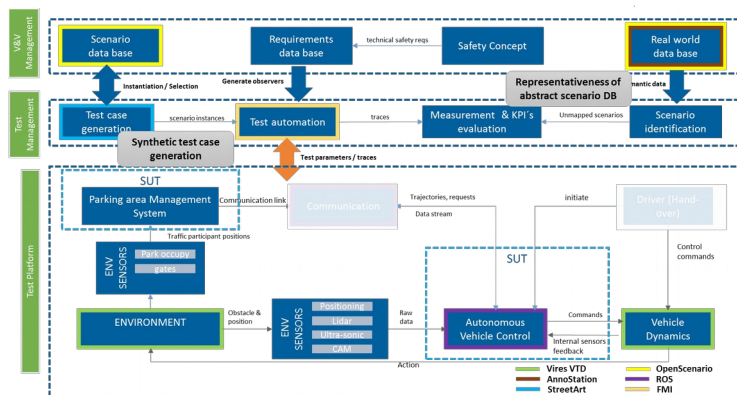 V&V
Management
Scenario
data base
Requirements
data base
technical safety reqs
Safety Concept
Real world
data base
Instantiation / Selection
Generate observers
Representativeness of
abstract scenario DB
mantic data
Test
Management
Test case
generation
scenario instances
Test automation
traces
Measurement & KPI´s
evaluation
Unmapped scenarios
Scenario
identification
Synthetic test case
generation
Test parameters / traces
Test Platform
SUT
Parking area Management
System
Communication link
Communication
Trajectories, requests
Data stream
initiate
Driver (Hand-
over)
Traffic participant positions
ENV
SENSORS
Park occupy
gates
SUT
Control
commands
ENVIRONMENT
Obstacle &
position
ENV
SENSORS
Positioning
Lidar
Ultra-sonic
CAM
Raw
data
Autonomous
Vehicle Control
Commands
Internal sensors
feedback
Vehicle
Dynamics
Action
Vires VTD
OpenScenario
AnnoStation
ROS
StreetArt
FMI